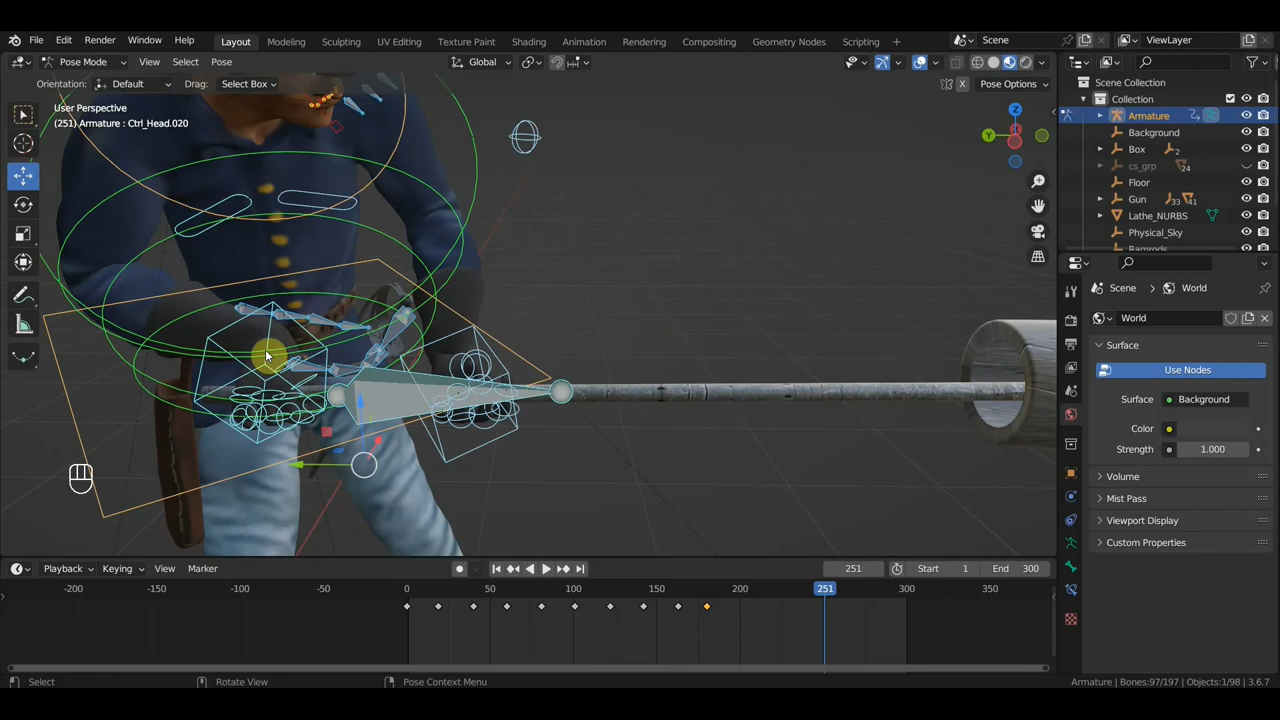 File Edit Render Window Help Layout Modeling Sculpting UV Editing Texture Paint Shading Animation Rendering Compositing Geometry Nodes Scripting + Scene ViewLayer
Pose Mode View Select Pose Global X Pose Options
Orientation: Default Drag: Select Box
User Perspective
(251) Armature : Ctrl_Head.020
Z
Y
Scene Collection
Collection
Armature
Background
Box 2
cs_grp 24
Floor
Gun 33 41
Lathe_NURBS
Physical_Sky
Ramrods
Scene > World
World
Surface
Use Nodes
Surface Background
Color
Strength 1.000
Volume
Mist Pass
Viewport Display
Custom Properties
Playback Keying View Marker 251 Start 1 End 300
-200 -150 -100 -50 0 50 100 150 200 251 300 350
Select Rotate View Pose Context Menu Armature | Bones:97/197 | Objects:1/98 | 3.6.7